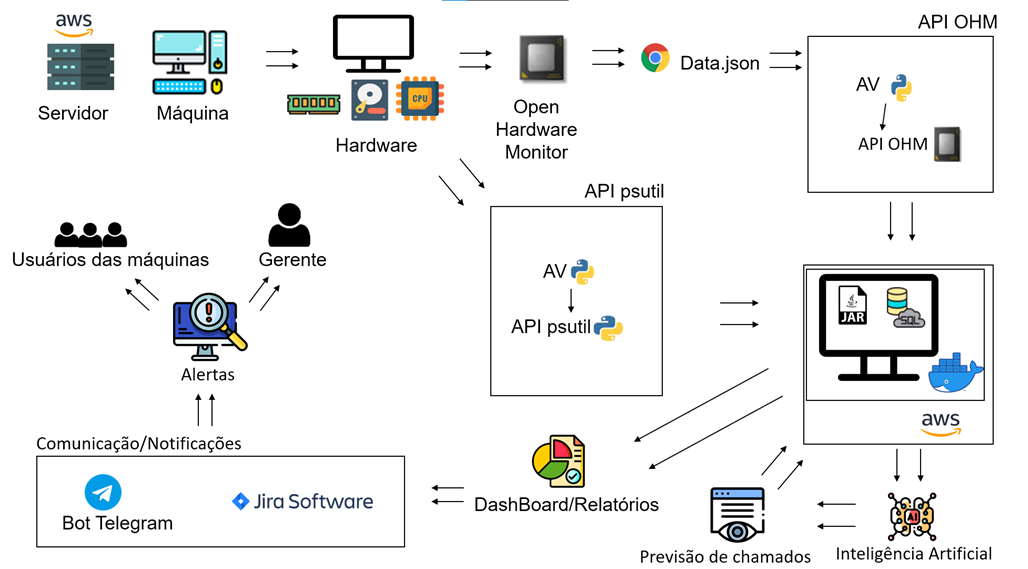 aws
Servidor
Máquina
CPU
Hardware
Open
Hardware
Monitor
Data.json
API OHM
AV
API OHM
API psutil
AV
API psutil
Usuários das máquinas
Gerente
Alertas
JAR
SQL
aws
Comunicação/Notificações
Bot Telegram
Jira Software
DashBoard/Relatórios
Previsão de chamados
AI
Inteligência Artificial